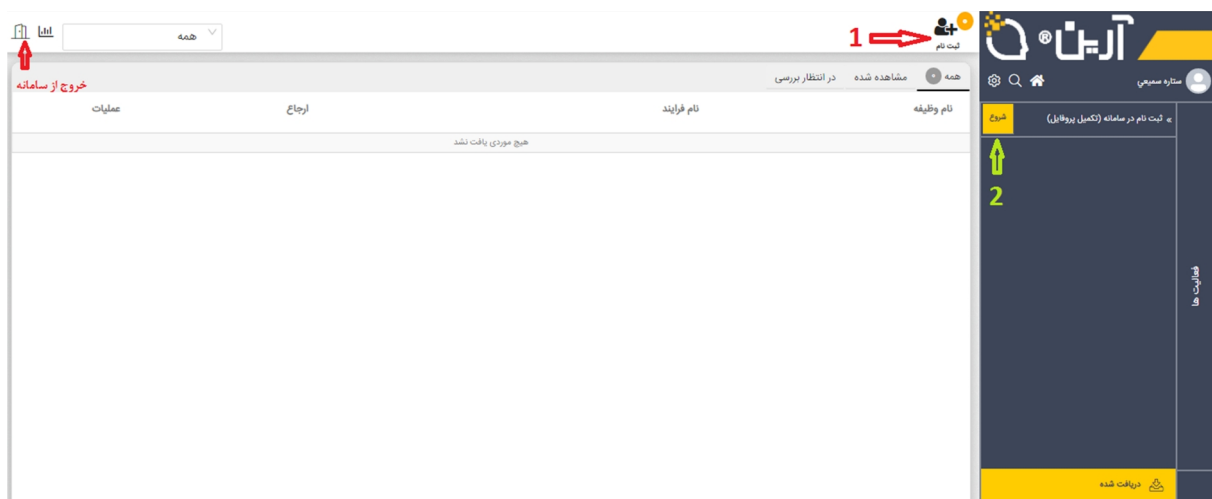 آرین®
ستاره سمیعی
ثبت نام
1
همه
خروج از سامانه
همه
مشاهده شده
در انتظار بررسی
نام وظیفه
نام فرایند
ارجاع
عملیات
هیچ موردی یافت نشد
» ثبت نام در سامانه (تکمیل پروفایل)
شروع
2
فعالیت ها
دریافت شده